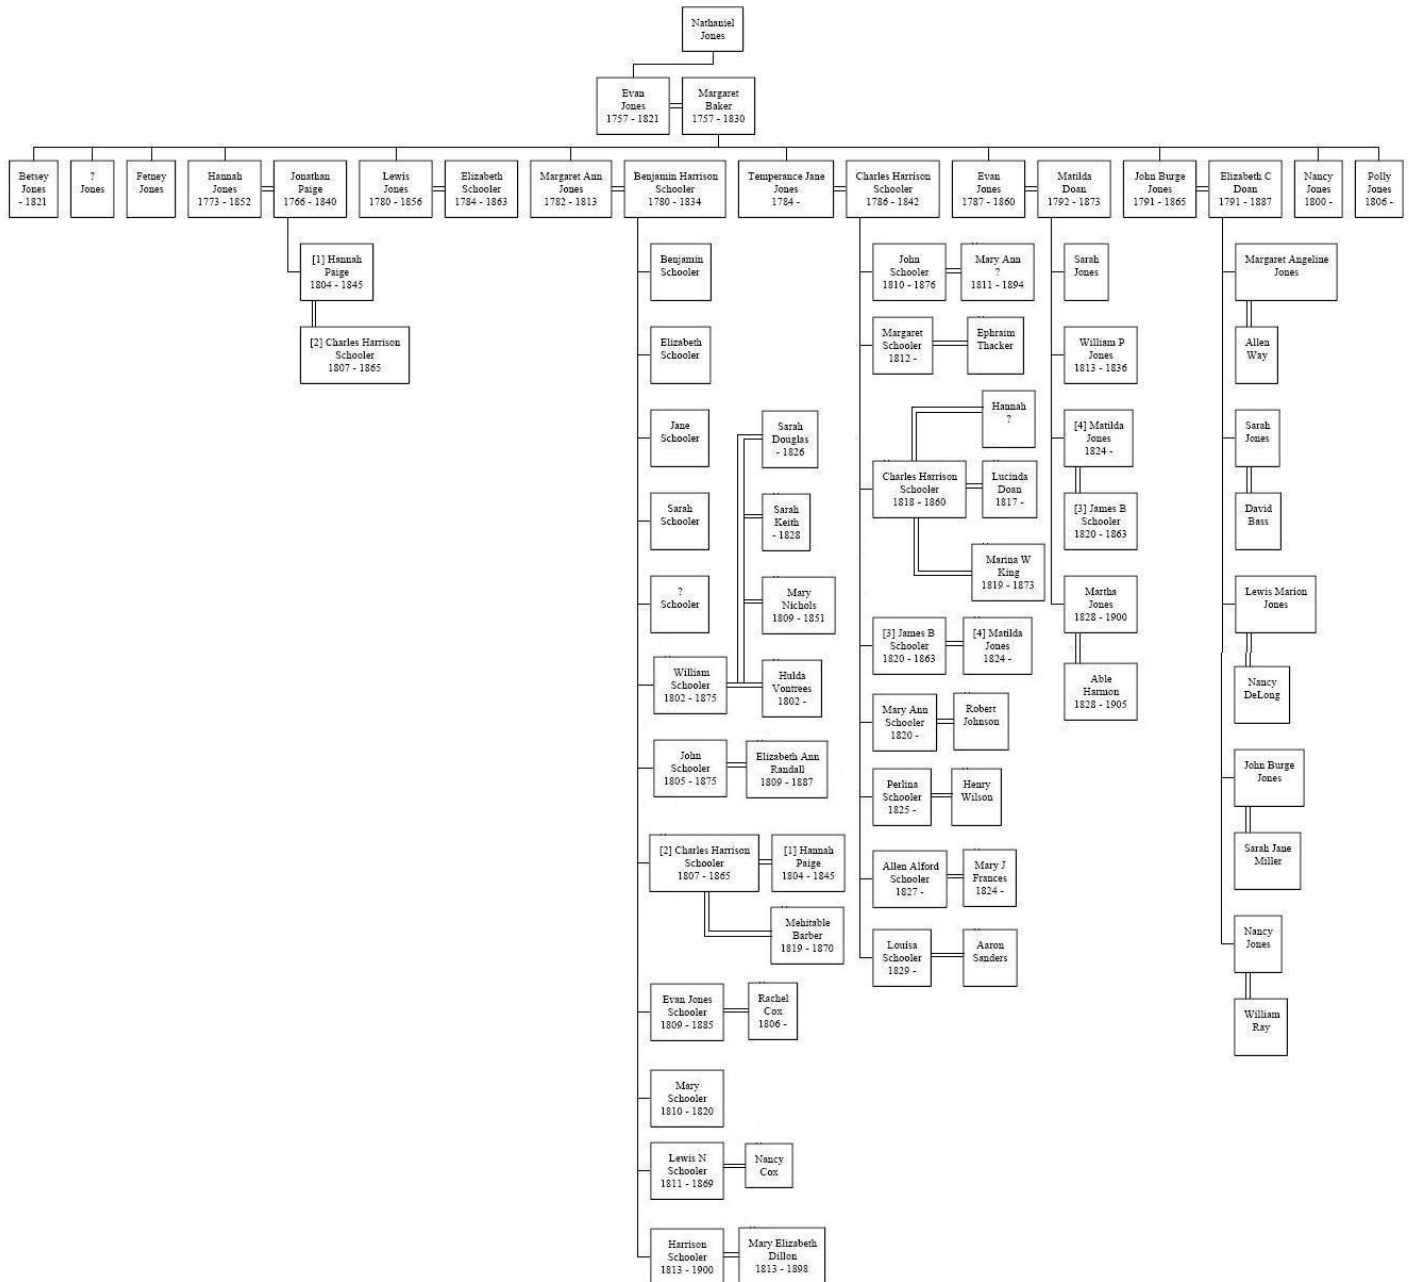 Nathaniel
Jones
Evan
Jones
1757 - 1821
Margaret
Baker
1757 - 1830
Betsey
Jones
- 1821
?
Jones
Fetney
Jones
Hannah
Jones
1773 - 1852
Jonathan
Paige
1766 - 1840
Lewis
Jones
1780 - 1856
Elizabeth
Schooler
1784 - 1863
Margaret Ann
Jones
1782 - 1813
Benjamin Harrison
Schooler
1780 - 1834
Temperance Jane
Jones
1784 -
Charles Harrison
Schooler
1786 - 1842
Evan
Jones
1787 - 1860
Matilda
Doan
1792 - 1873
John Burge
Jones
1791 - 1865
Elizabeth C
Doan
1791 - 1887
Nancy
Jones
1800 -
Polly
Jones
1806 -
[1] Hannah
Paige
1804 - 1845
[2] Charles Harrison
Schooler
1807 - 1865
Benjamin
Schooler
Elizabeth
Schooler
Jane
Schooler
Sarah
Schooler
?
Schooler
William
Schooler
1802 - 1875
Sarah
Douglas
- 1826
Sarah
Keith
- 1828
Mary
Nichols
1809 - 1851
Hulda
Vontrees
1802 -
John
Schooler
1805 - 1875
Elizabeth Ann
Randall
1809 - 1887
[2] Charles Harrison
Schooler
1807 - 1865
[1] Hannah
Paige
1804 - 1845
Mehitable
Barber
1819 - 1870
Evan Jones
Schooler
1809 - 1885
Rachel
Cox
1806 -
Mary
Schooler
1810 - 1820
Lewis N
Schooler
1811 - 1869
Nancy
Cox
Harrison
Schooler
1813 - 1900
Mary Elizabeth
Dillon
1813 - 1898
John
Schooler
1810 - 1876
Mary Ann
?
1811 - 1894
Margaret
Schooler
1812 -
Ephraim
Thacker
Hannah
?
Charles Harrison
Schooler
1818 - 1860
Lucinda
Doan
1817 -
Marina W
King
1819 - 1873
[3] James B
Schooler
1820 - 1863
[4] Matilda
Jones
1824 -
Mary Ann
Schooler
1820 -
Robert
Johnson
Perlina
Schooler
1825 -
Henry
Wilson
Allen Alford
Schooler
1827 -
Mary J
Frances
1824 -
Louisa
Schooler
1829 -
Aaron
Sanders
Sarah
Jones
William P
Jones
1813 - 1836
[4] Matilda
Jones
1824 -
[3] James B
Schooler
1820 - 1863
Martha
Jones
1828 - 1900
Able
Harmon
1828 - 1905
Margaret Angeline
Jones
Allen
Way
Sarah
Jones
David
Bass
Lewis Marion
Jones
Nancy
DeLong
John Burge
Jones
Sarah Jane
Miller
Nancy
Jones
William
Ray